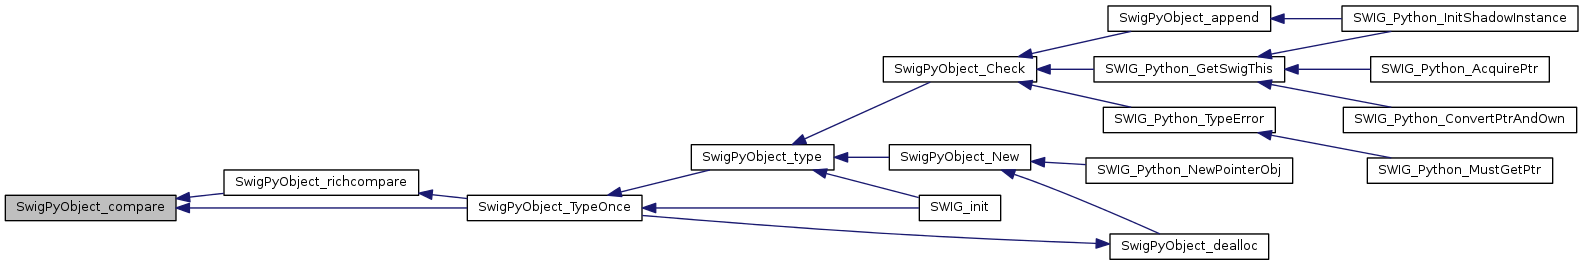 SwigPyObject_append
SWIG_Python_InitShadowInstance
SwigPyObject_Check
SWIG_Python_GetSwigThis
SWIG_Python_AcquirePtr
SWIG_Python_TypeError
SWIG_Python_ConvertPtrAndOwn
SwigPyObject_type
SwigPyObject_New
SWIG_Python_NewPointerObj
SWIG_Python_MustGetPtr
SwigPyObject_richcompare
SwigPyObject_compare
SwigPyObject_TypeOnce
SWIG_init
SwigPyObject_dealloc